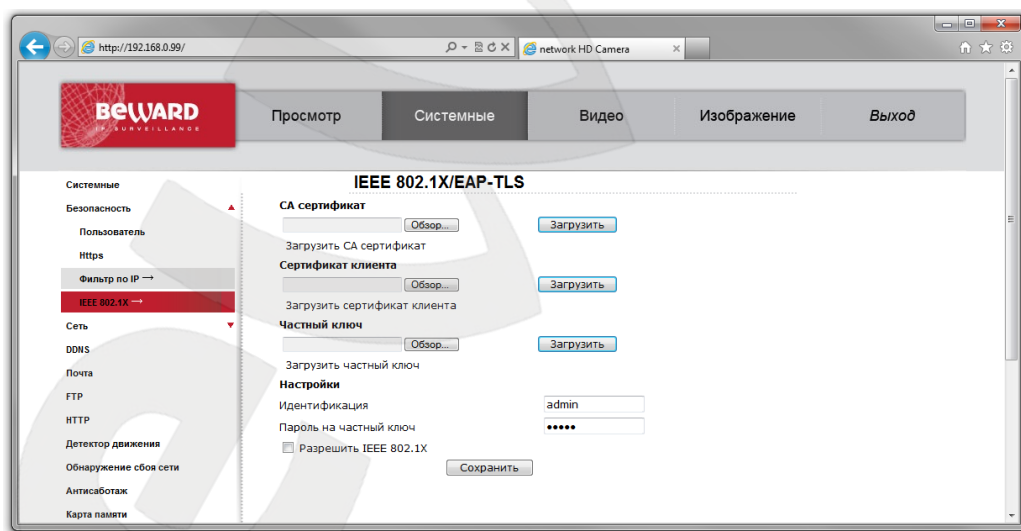 http://192.168.0.99/
network HD Camera
BEWARD
IP SURVEILLANCE
Просмотр
Системные
Видео
Изображение
Выход
Системные
Безопасность
Пользователь
Https
Фильтр по IP →
IEEE 802.1X →
Сеть
DDNS
Почта
FTP
HTTP
Детектор движения
Обнаружение сбоя сети
Антисаботаж
Карта памяти
IEEE 802.1X/EAP-TLS
CA сертификат
Обзор... Загрузить
Загрузить CA сертификат
Сертификат клиента
Обзор... Загрузить
Загрузить сертификат клиента
Частный ключ
Обзор... Загрузить
Загрузить частный ключ
Настройки
Идентификация admin
Пароль на частный ключ •••••
Разрешить IEEE 802.1X
Сохранить